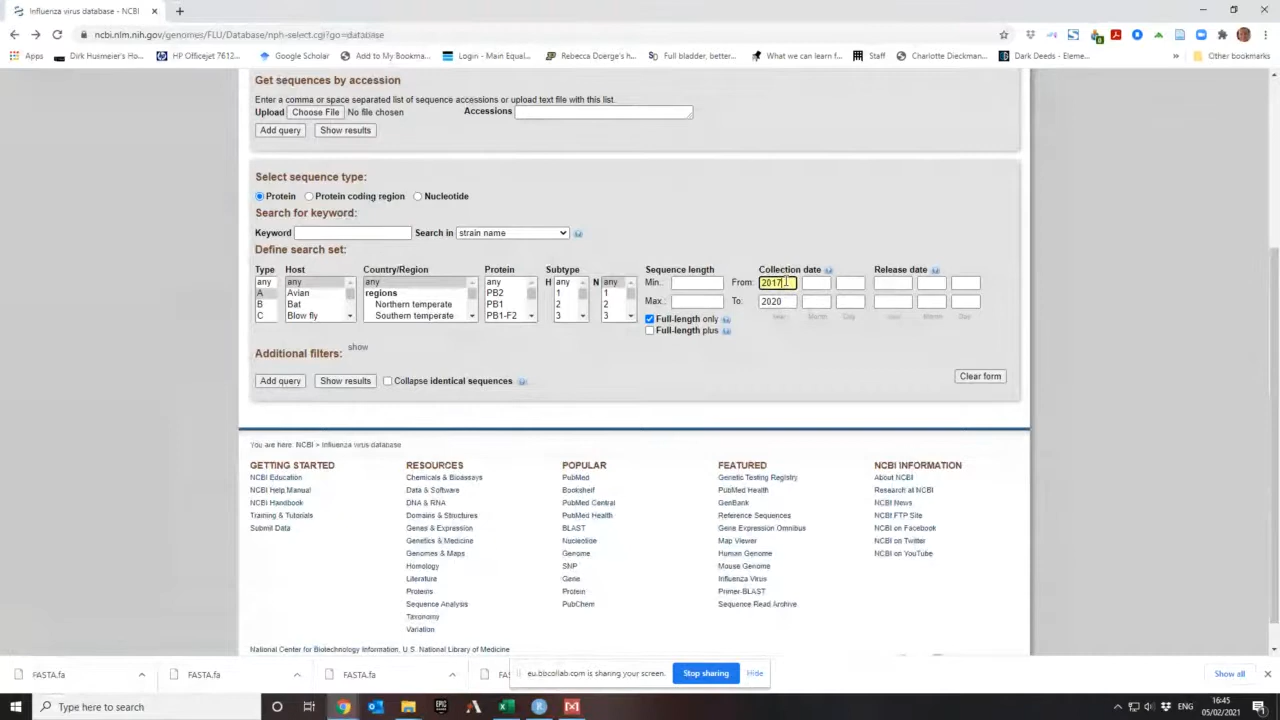 Influenza virus database - NCBI
ncbi.nlm.nih.gov/genomes/FLU/Database/nph-select.cgi?go=database
Apps Dirk Husmeier's Ho... HP Officejet 7612... Google Scholar Add to My Bookma... Login - Main Equal... Rebecca Doerge's h... Full bladder, better... What we can learn f... Staff Charlotte Dieckman... Dark Deeds - Eleme... » Other bookmarks
Get sequences by accession
Enter a comma or space separated list of sequence accessions or upload text file with this list.
Upload Choose File No file chosen Accessions
Add query Show results
Select sequence type:
Protein Protein coding region Nucleotide
Search for keyword:
Keyword Search in strain name
Define search set:
Type Host Country/Region Protein Subtype Sequence length Collection date Release date
any any any any H any N any Min.: From: 2017
A Avian regions PB2 1 1
B Bat Northern temperate PB1 2 2 Max.: To: 2020
C Blow fly Southern temperate PB1-F2 3 3 Year Month Day Year Month Day
Full-length only
Full-length plus
Additional filters: show
Add query Show results Collapse identical sequences Clear form
You are here: NCBI > Influenza virus database
GETTING STARTED RESOURCES POPULAR FEATURED NCBI INFORMATION
NCBI Education Chemicals & Bioassays PubMed Genetic Testing Registry About NCBI
NCBI Help Manual Data & Software Bookshelf PubMed Health Research at NCBI
NCBI Handbook DNA & RNA PubMed Central GenBank NCBI News
Training & Tutorials Domains & Structures PubMed Health Reference Sequences NCBI FTP Site
Submit Data Genes & Expression BLAST Gene Expression Omnibus NCBI on Facebook
Genetics & Medicine Nucleotide Map Viewer NCBI on Twitter
Genomes & Maps Genome Human Genome NCBI on YouTube
Homology SNP Mouse Genome
Literature Gene Influenza Virus
Proteins Protein Primer-BLAST
Sequence Analysis PubChem Sequence Read Archive
Taxonomy
Variation
National Center for Biotechnology Information, U.S. National Library of Medicine
FASTA.fa FASTA.fa FASTA.fa eu.bbcollab.com is sharing your screen. Stop sharing Hide Show all
Type here to search ENG 16:45
05/02/2021